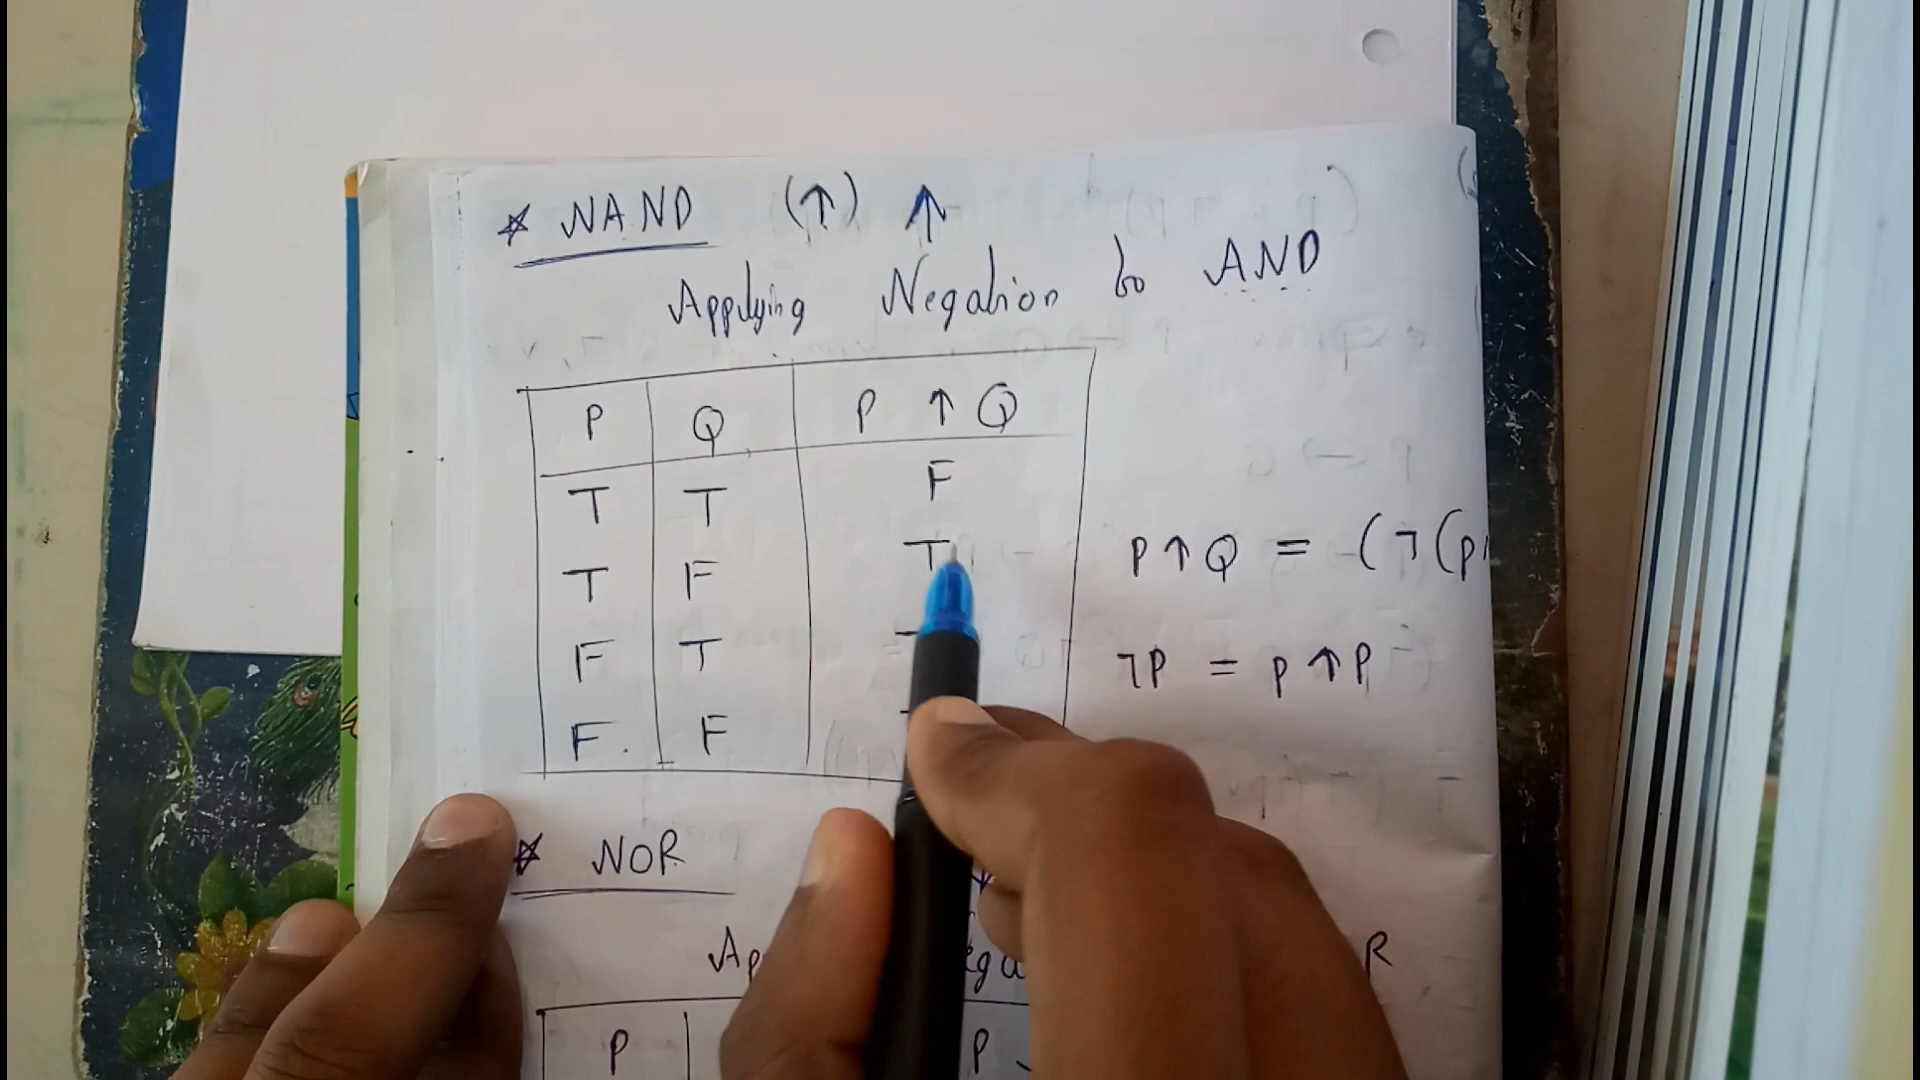 ☆ NAND (↑) ↑
Applying Negation to AND
P Q P ↑ Q
T T F
T F T
F T T
F F
P ↑ Q = (¬(P
¬P = P ↑ P
☆ NOR
P P